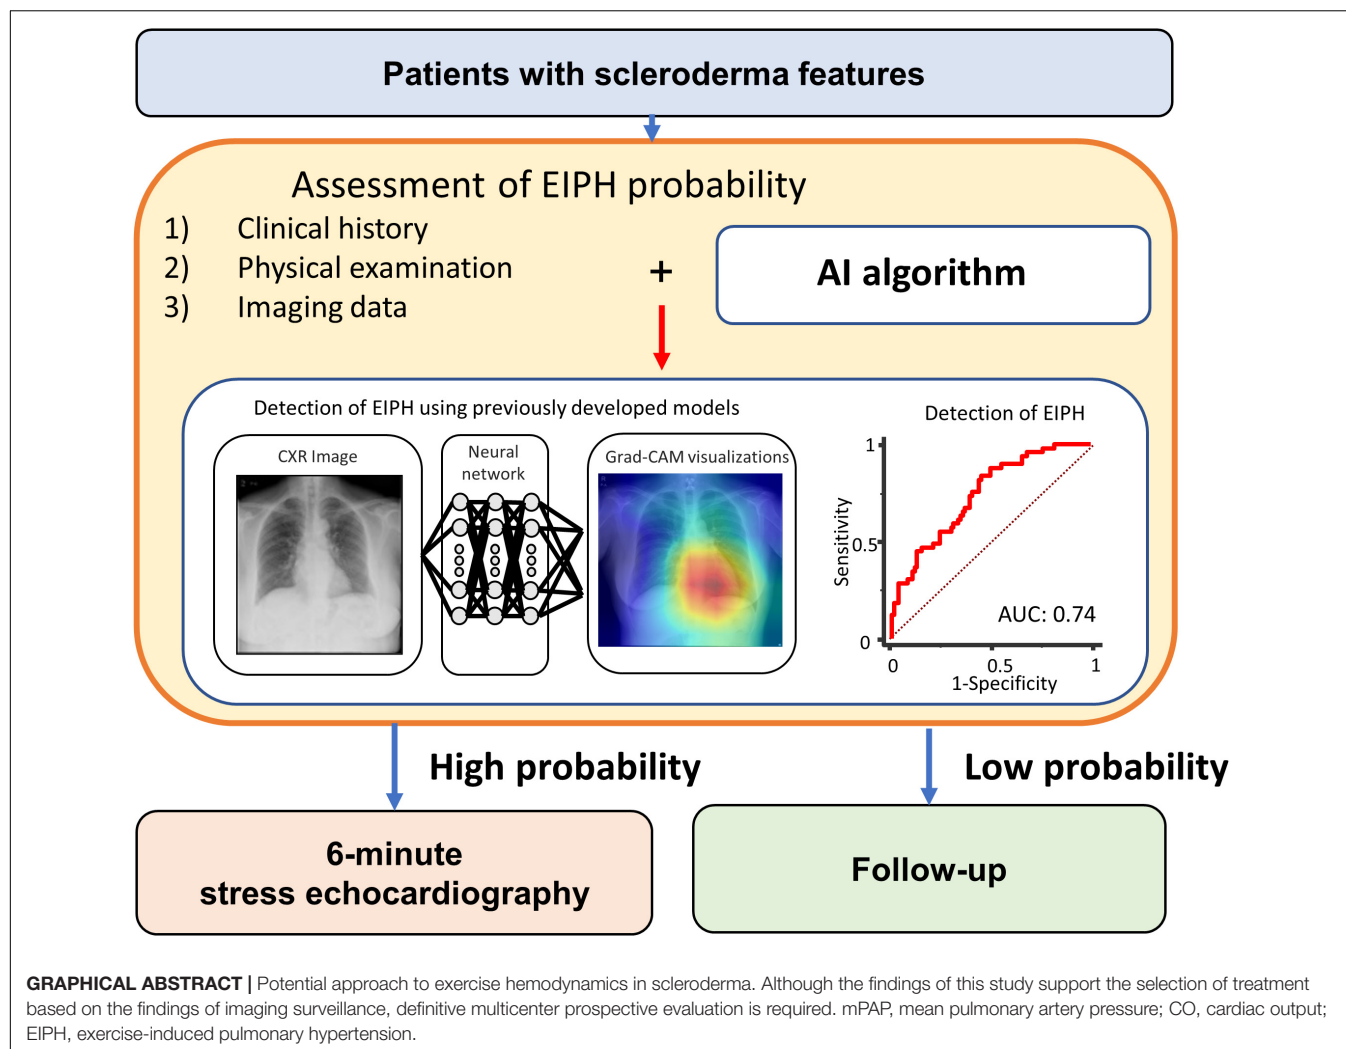 Patients with scleroderma features
Assessment of EIPH probability
1) Clinical history
2) Physical examination
3) Imaging data
+
AI algorithm
Detection of EIPH using previously developed models
CXR Image
Neural
network
Grad-CAM visualizations
Detection of EIPH
1
0.5
0
Sensitivity
AUC: 0.74
0 0.5 1
1-Specificity
High probability
Low probability
6-minute
stress echocardiography
Follow-up
GRAPHICAL ABSTRACT | Potential approach to exercise hemodynamics in scleroderma. Although the findings of this study support the selection of treatment
based on the findings of imaging surveillance, definitive multicenter prospective evaluation is required. mPAP, mean pulmonary artery pressure; CO, cardiac output;
EIPH, exercise-induced pulmonary hypertension.